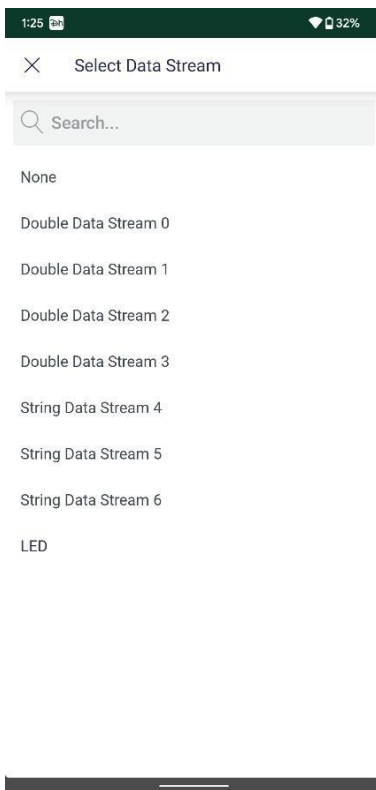 1:25 32%
Select Data Stream
Search...
None
Double Data Stream 0
Double Data Stream 1
Double Data Stream 2
Double Data Stream 3
String Data Stream 4
String Data Stream 5
String Data Stream 6
LED